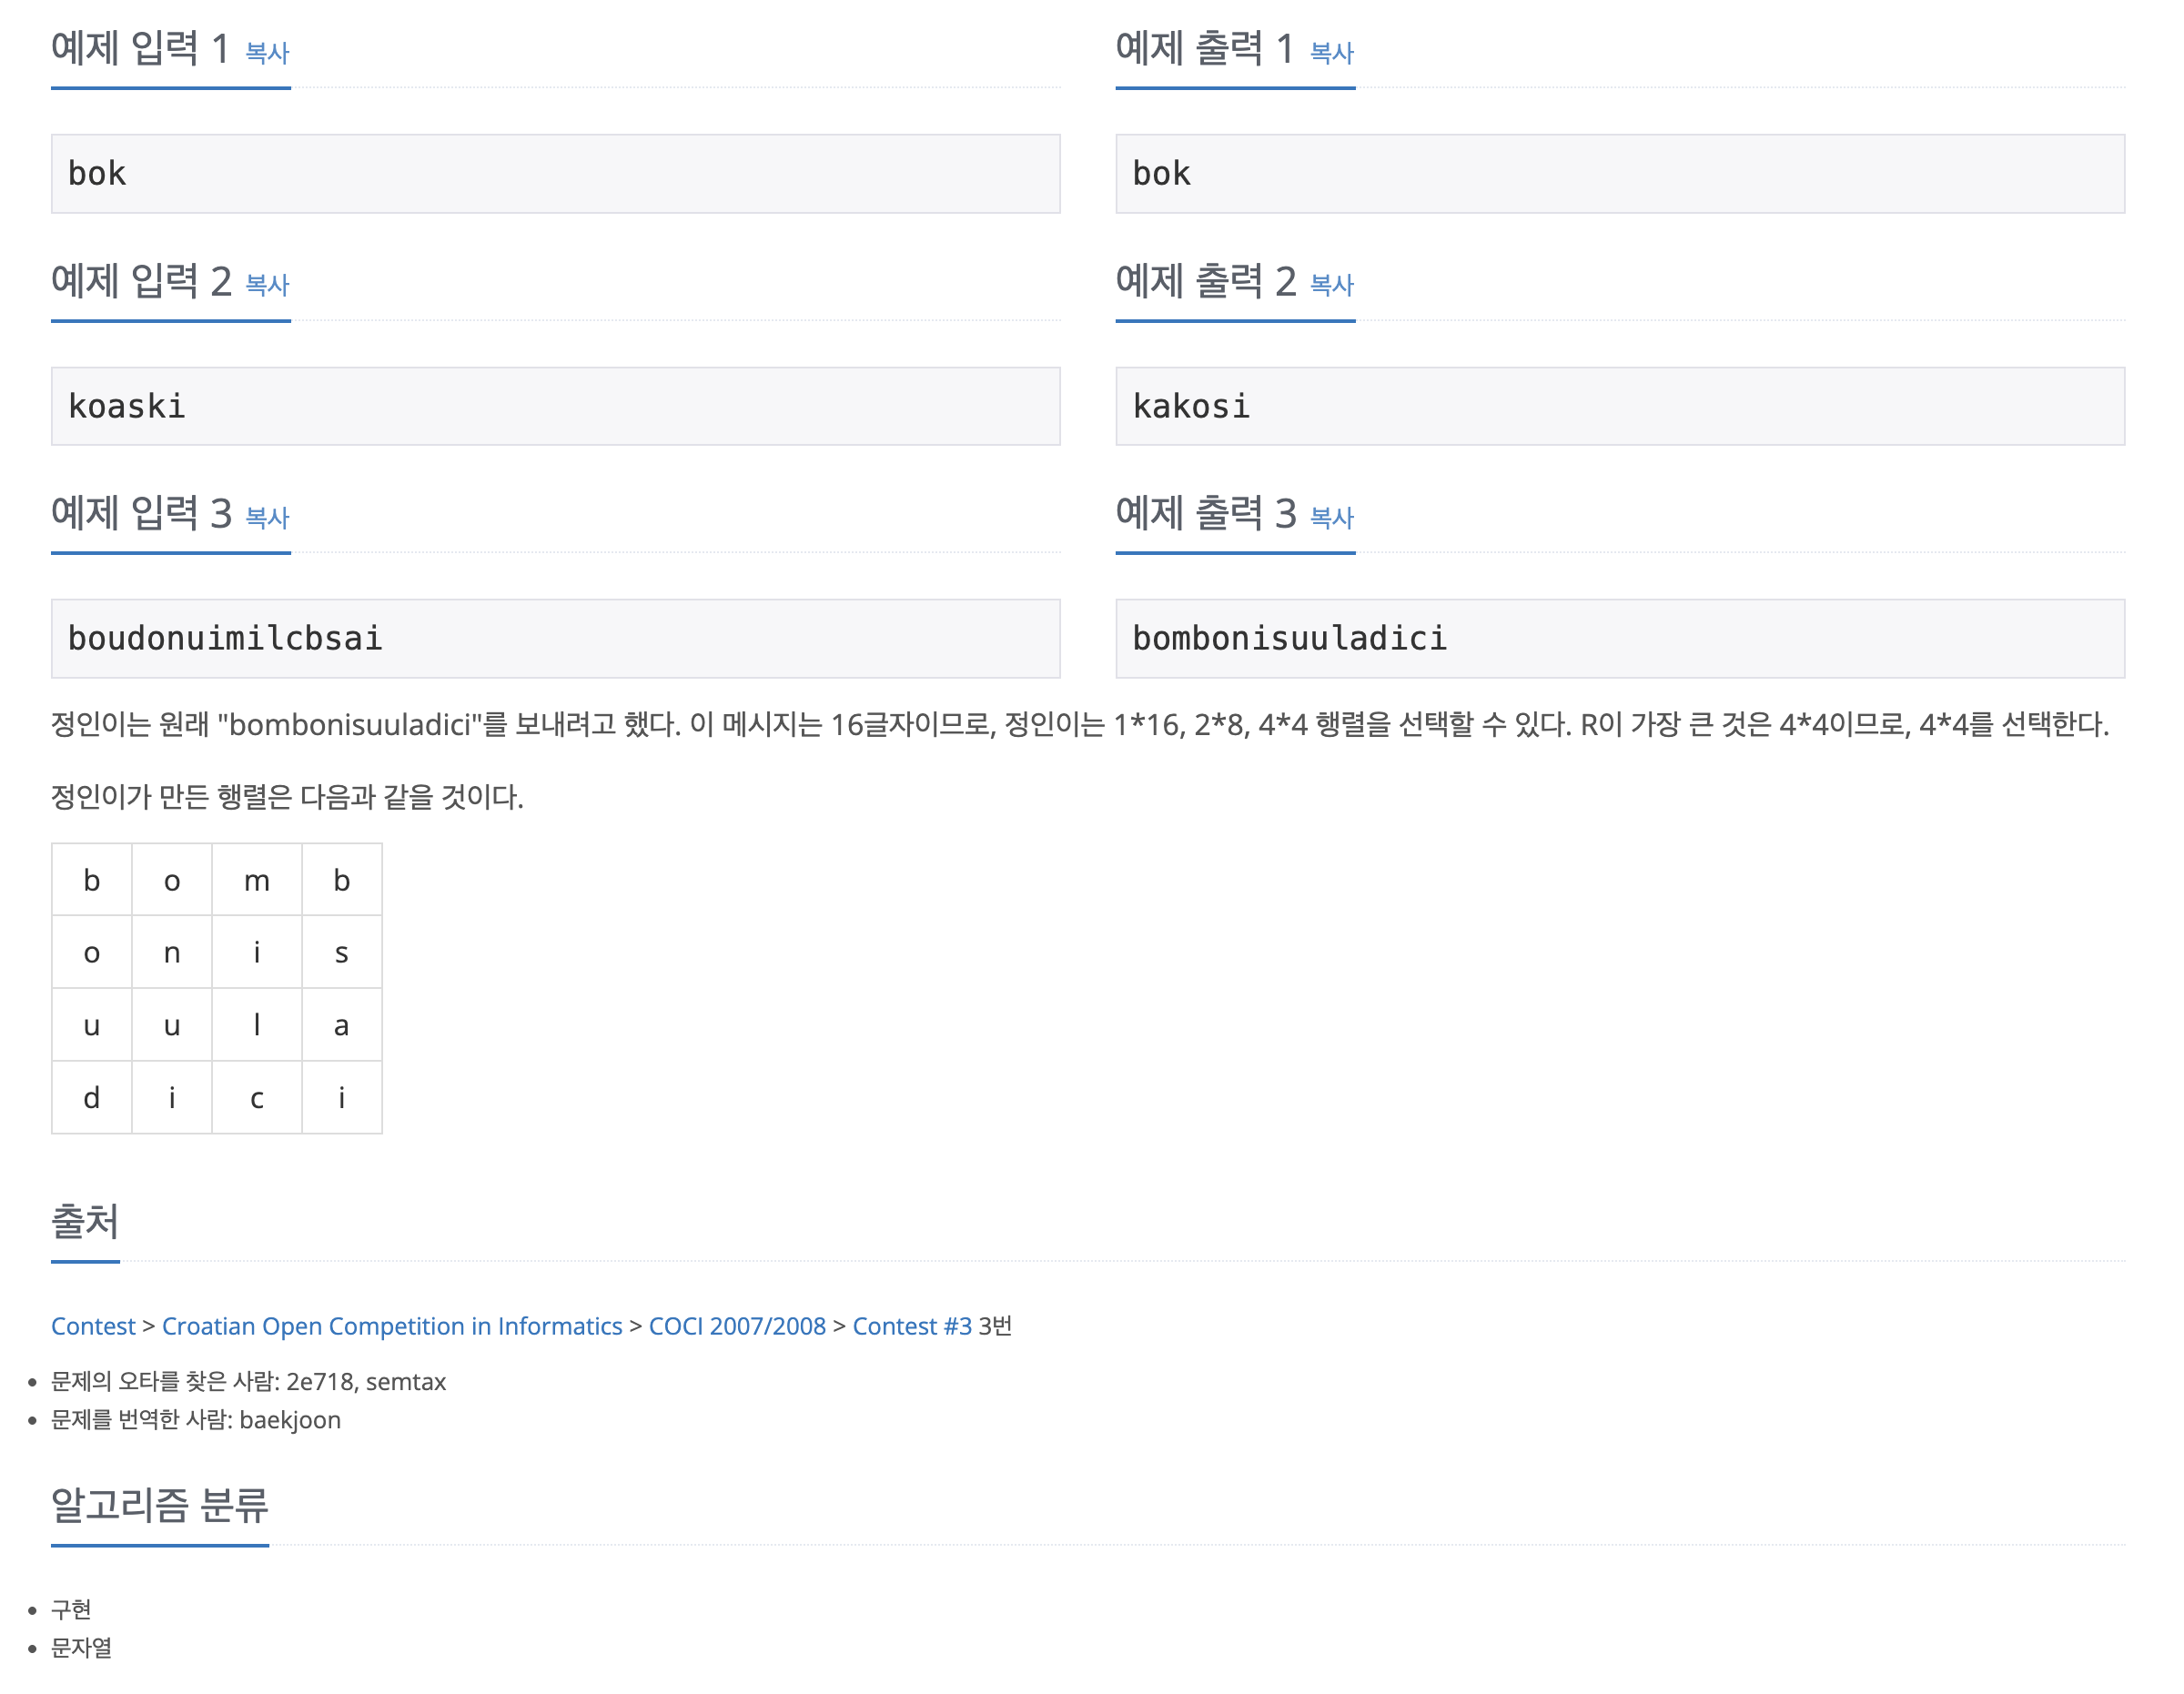 예제 입력 1 복사
예제 출력 1 복사
bok
bok
예제 입력 2 복사
예제 출력 2 복사
koaski
kakosi
예제 입력 3 복사
예제 출력 3 복사
boudonuimilcbsai
bombonisuuladici
정인이는 원래 "bombonisuuladici"를 보내려고 했다. 이 메시지는 16글자이므로, 정인이는 1*16, 2*8, 4*4 행렬을 선택할 수 있다. R이 가장 큰 것은 4*4이므로, 4*4를 선택한다.
정인이가 만든 행렬은 다음과 같을 것이다.
b o m b
o n i s
u u l a
d i c i
출처
Contest > Croatian Open Competition in Informatics > COCI 2007/2008 > Contest #3 3번
문제의 오타를 찾은 사람: 2e718, semtax
문제를 번역한 사람: baekjoon
알고리즘 분류
구현
문자열